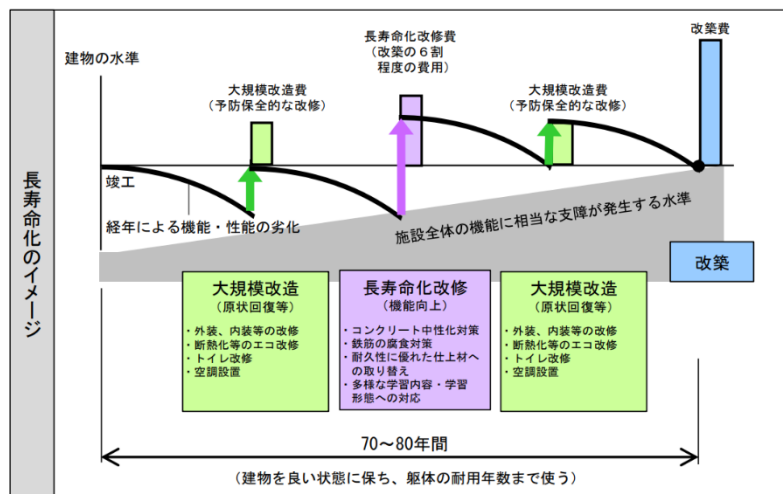 長寿命化のイメージ
建物の水準
大規模改造費
(予防保全的な改修)
長寿命化改修費
(改築の6割
程度の費用)
大規模改造費
(予防保全的な改修)
改築費
竣工
経年による機能・性能の劣化
施設全体の機能に相当な支障が発生する水準
大規模改造
(原状回復等)
・外装、内装等の改修
・断熱化等のエコ改修
・トイレ改修
・空調設置
長寿命化改修
(機能向上)
・コンクリート中性化対策
・鉄筋の腐食対策
・耐久性に優れた仕上材へ
の取り替え
・多様な学習内容・学習
形態への対応
大規模改造
(原状回復等)
・外装、内装等の改修
・断熱化等のエコ改修
・トイレ改修
・空調設置
改築
70～80年間
(建物を良い状態に保ち、躯体の耐用年数まで使う)